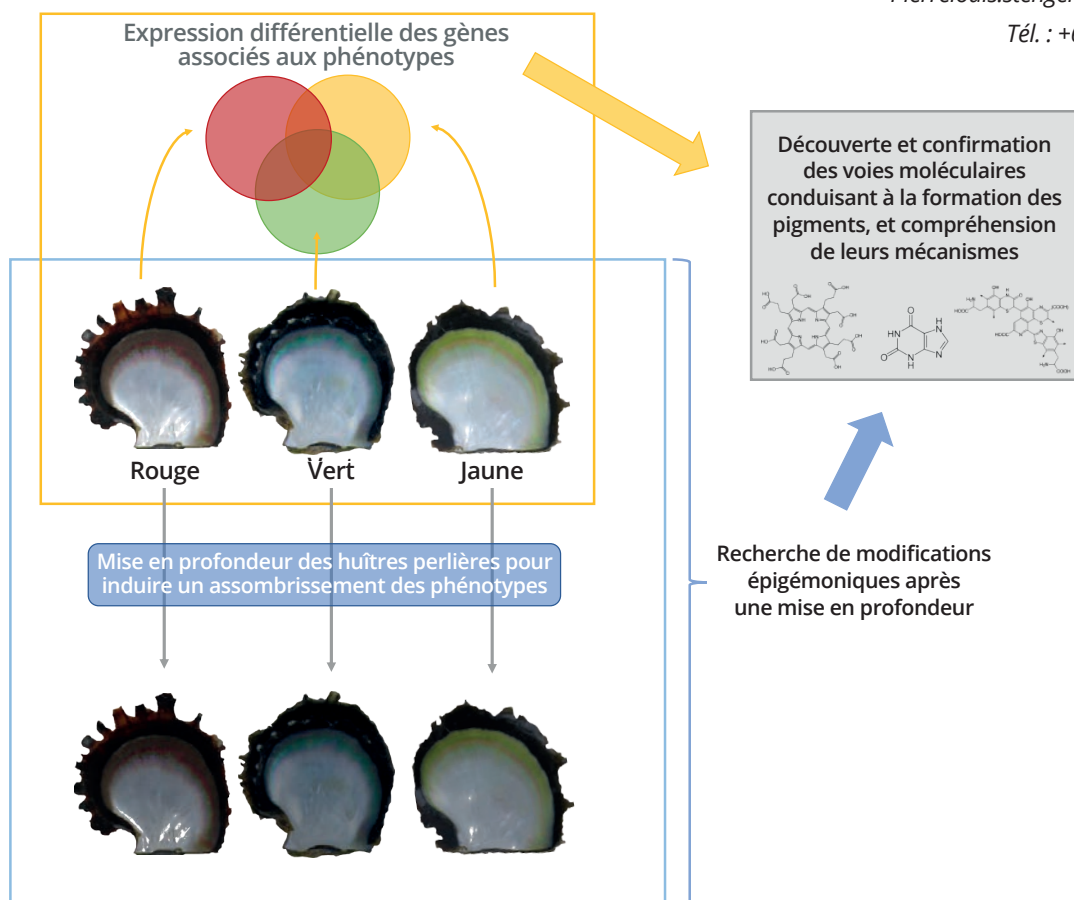 Tél. : +6
Expression différentielle des gènes
associés aux phénotypes
Découverte et confirmation
des voies moléculaires
conduisant à la formation des
pigments, et compréhension
de leurs mécanismes
Rouge
Vert
Jaune
Mise en profondeur des huîtres perlières pour
induire un assombrissement des phénotypes
Recherche de modifications
épigémoniques après
une mise en profondeur